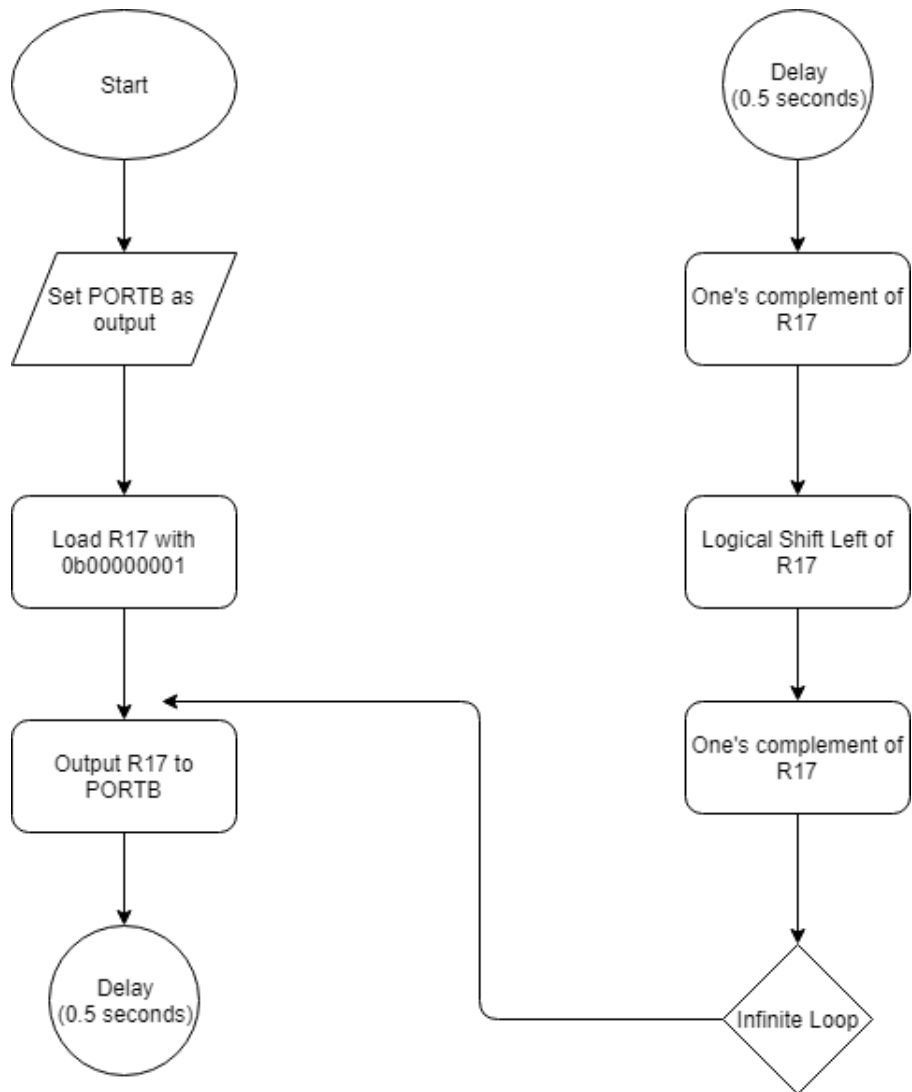 Start
Set PORTB as
output
Load R17 with
0b00000001
Output R17 to
PORTB
Delay
(0.5 seconds)
Delay
(0.5 seconds)
One's complement of
R17
Logical Shift Left of
R17
One's complement of
R17
Infinite Loop